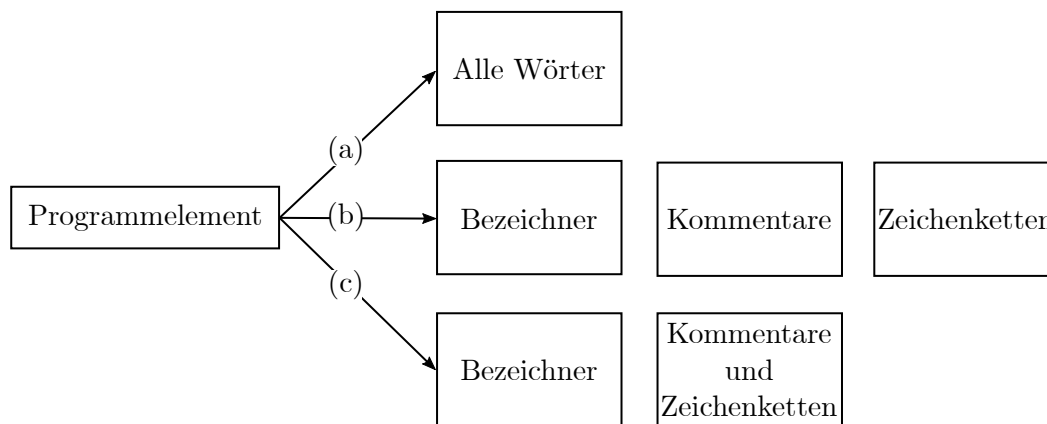 Alle Wörter
(a)
Programmelement
(b)
Bezeichner
Kommentare
Zeichenketten
(c)
Bezeichner
Kommentare
und
Zeichenketten